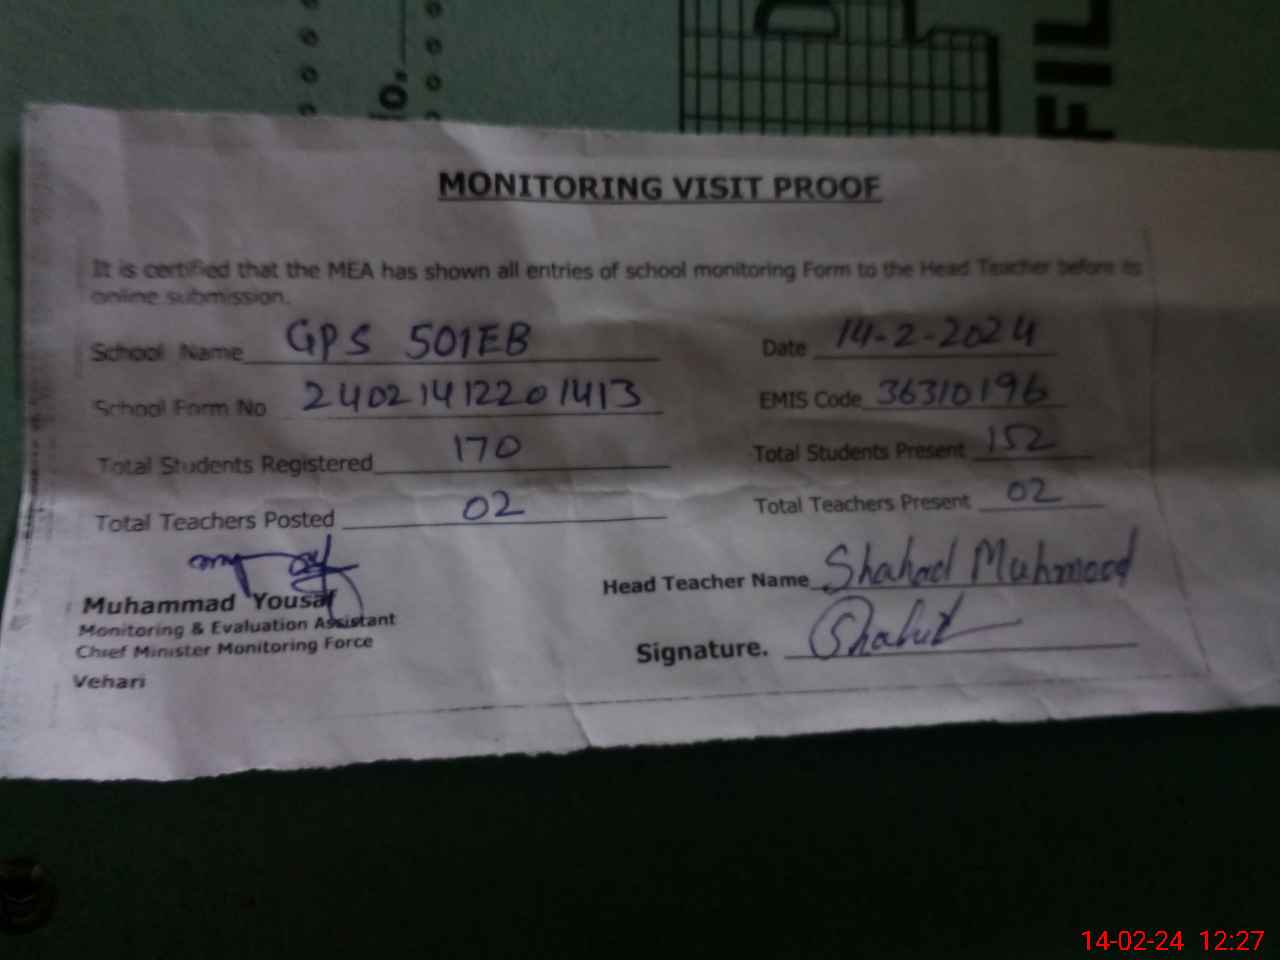 o.
FIL
MONITORING VISIT PROOF
It is certified that the MEA has shown all entries of school monitoring Form to the Head Teacher before its
online submission.
School Name GPS 501EB Date 14-2-2024
School Form No 2402141220 1413 EMIS Code 36310196
Total Students Registered 170 Total Students Present 152
Total Teachers Posted 02 Total Teachers Present 02
Head Teacher Name Shahad Muhmood
Muhammad Yousaf
Monitoring & Evaluation Assistant
Chief Minister Monitoring Force
Signature.
Vehari
14-02-24 12:27